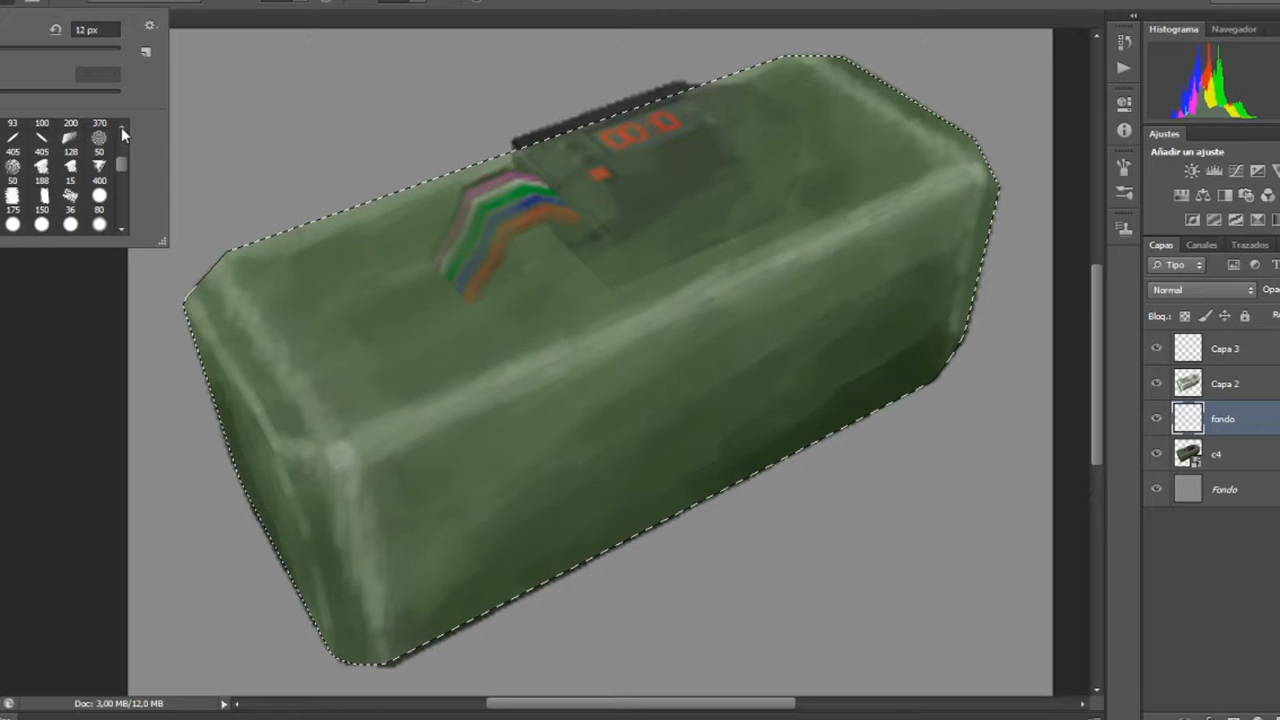 12 px
93 100 200 370
405 405 128 50
50 188 15 400
175 150 36 80
00:0
Histograma Navegador
Ajustes
Añadir un ajuste
Capas Canales Trazados
Tipo
Normal
Bloq.:
Capa 3
Capa 2
fondo
c4
Fondo
Doc: 3,00 MB/12,0 MB